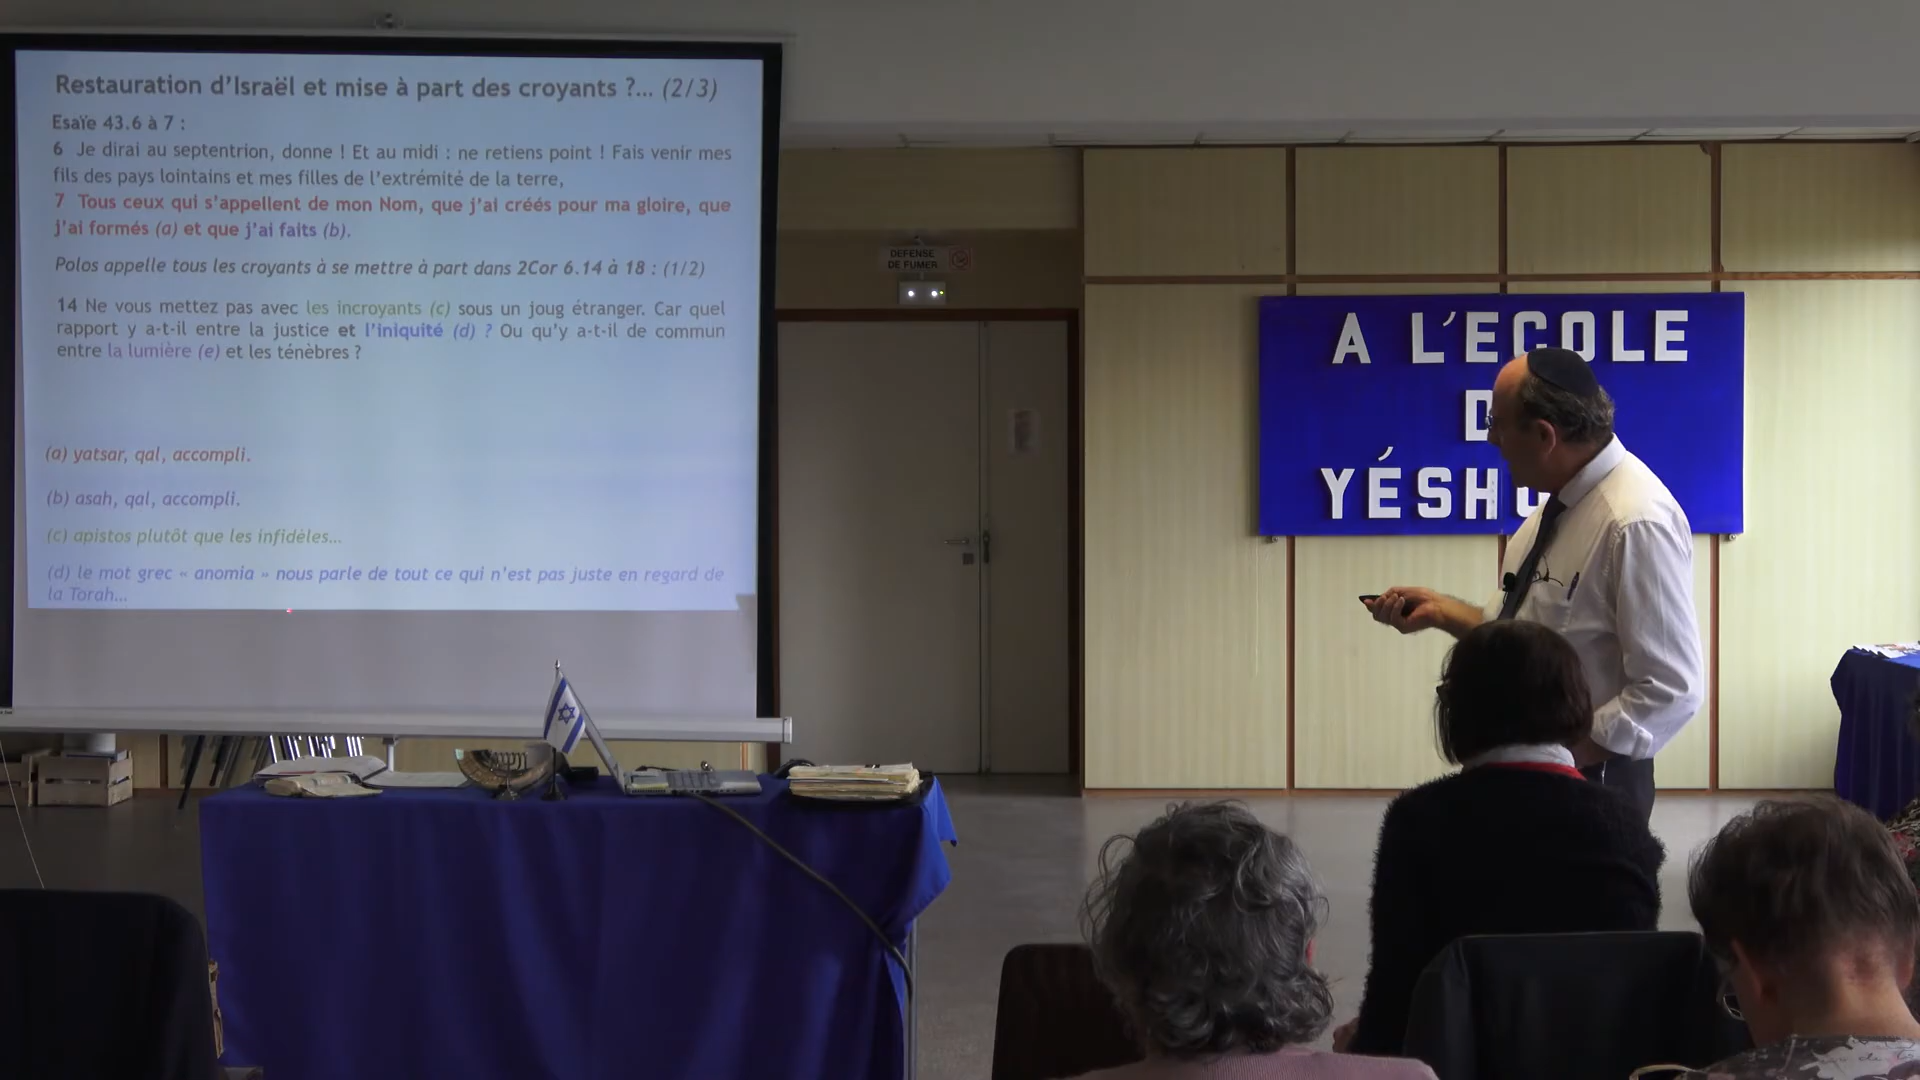 Restauration d’Israël et mise à part des croyants ?... (2/3)
Esaïe 43.6 à 7 :
6 Je dirai au septentrion, donne ! Et au midi : ne retiens point ! Fais venir mes
fils des pays lointains et mes filles de l’extrémité de la terre,
7 Tous ceux qui s’appellent de mon Nom, que j’ai créés pour ma gloire, que
j’ai formés (a) et que j’ai faits (b).
Polos appelle tous les croyants à se mettre à part dans 2Cor 6.14 à 18 : (1/2)
14 Ne vous mettez pas avec les incroyants (c) sous un joug étranger. Car quel
rapport y a-t-il entre la justice et l’iniquité (d) ? Ou qu’y a-t-il de commun
entre la lumière (e) et les ténèbres ?
(a) yatsar, qal, accompli.
(b) asah, qal, accompli.
(c) apistos plutôt que les infidèles...
(d) le mot grec « anomia » nous parle de tout ce qui n’est pas juste en regard de
la Torah...
DEFENSE
DE FUMER
A L'ECOLE
D
YÉSHU